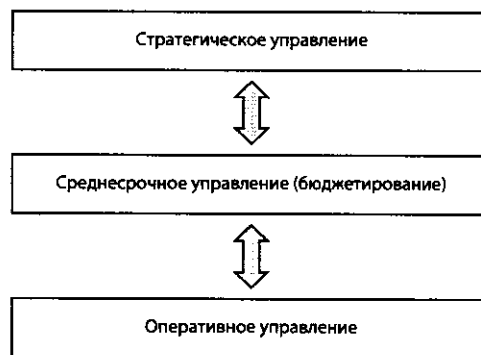 Стратегическое управление
Среднесрочное управление (бюджетирование)
Оперативное управление